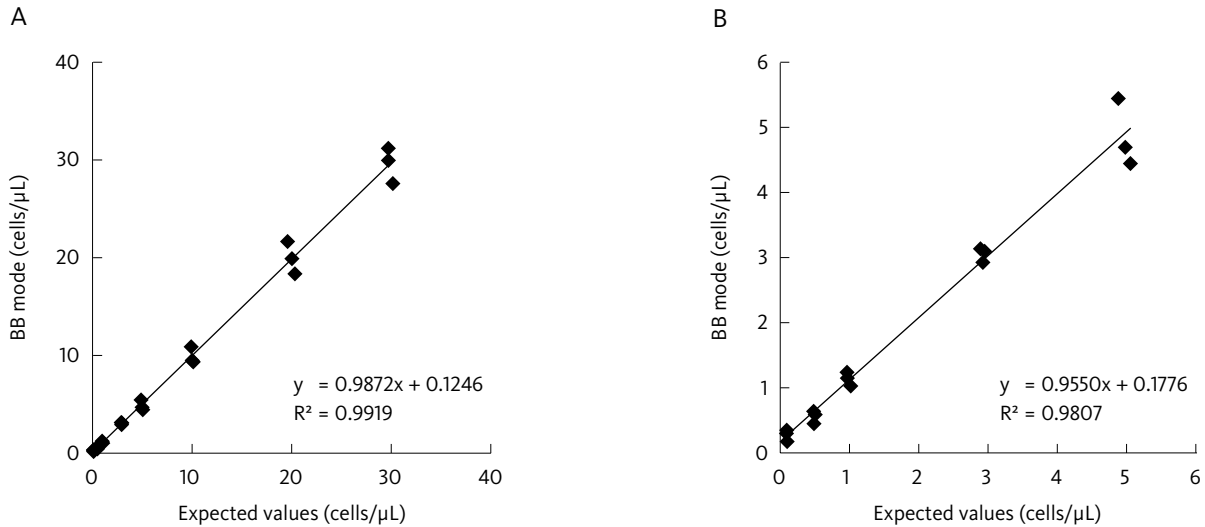 A
40
30
20
10
0
0 10 20 30 40
BB mode (cells/µL)
Expected values (cells/µL)
y = 0.9872x + 0.1246
R² = 0.9919
B
6
5
4
3
2
1
0
0 1 2 3 4 5 6
BB mode (cells/µL)
Expected values (cells/µL)
y = 0.9550x + 0.1776
R² = 0.9807